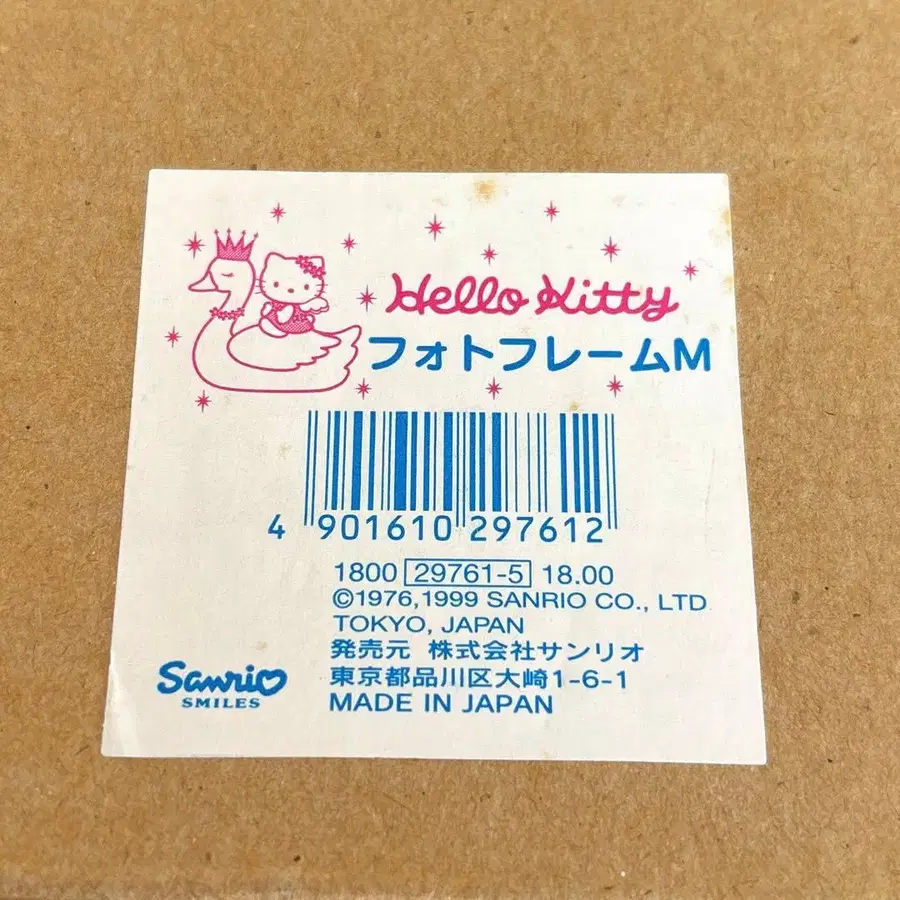 Hello Kitty
フォトフレームM
4 901610 297612
1800 29761-5 18.00
©1976,1999 SANRIO CO., LTD
TOKYO, JAPAN
発売元 株式会社サンリオ
東京都品川区大崎1-6-1
MADE IN JAPAN
Sanrio
SMILES